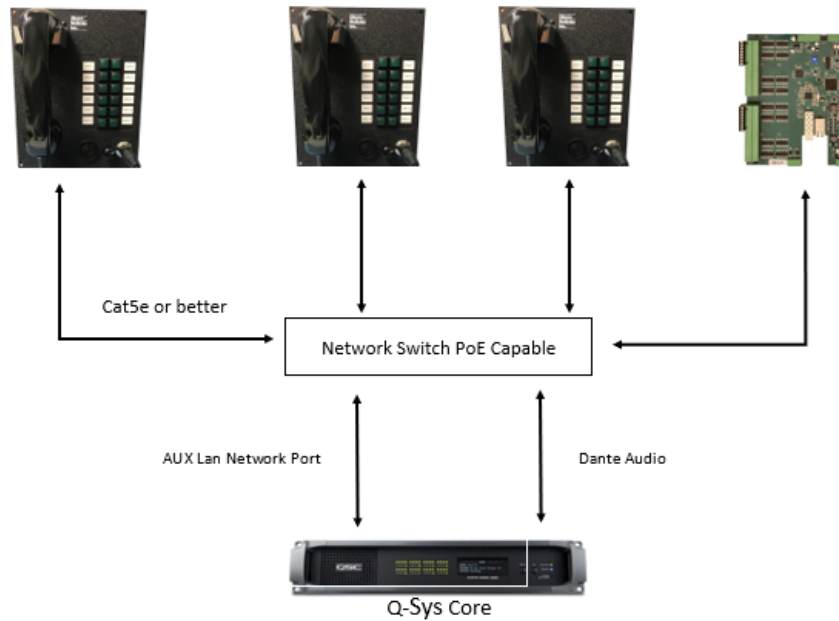 Cat5e or better
Network Switch PoE Capable
AUX Lan Network Port
Dante Audio
QSC
Q-Sys Core